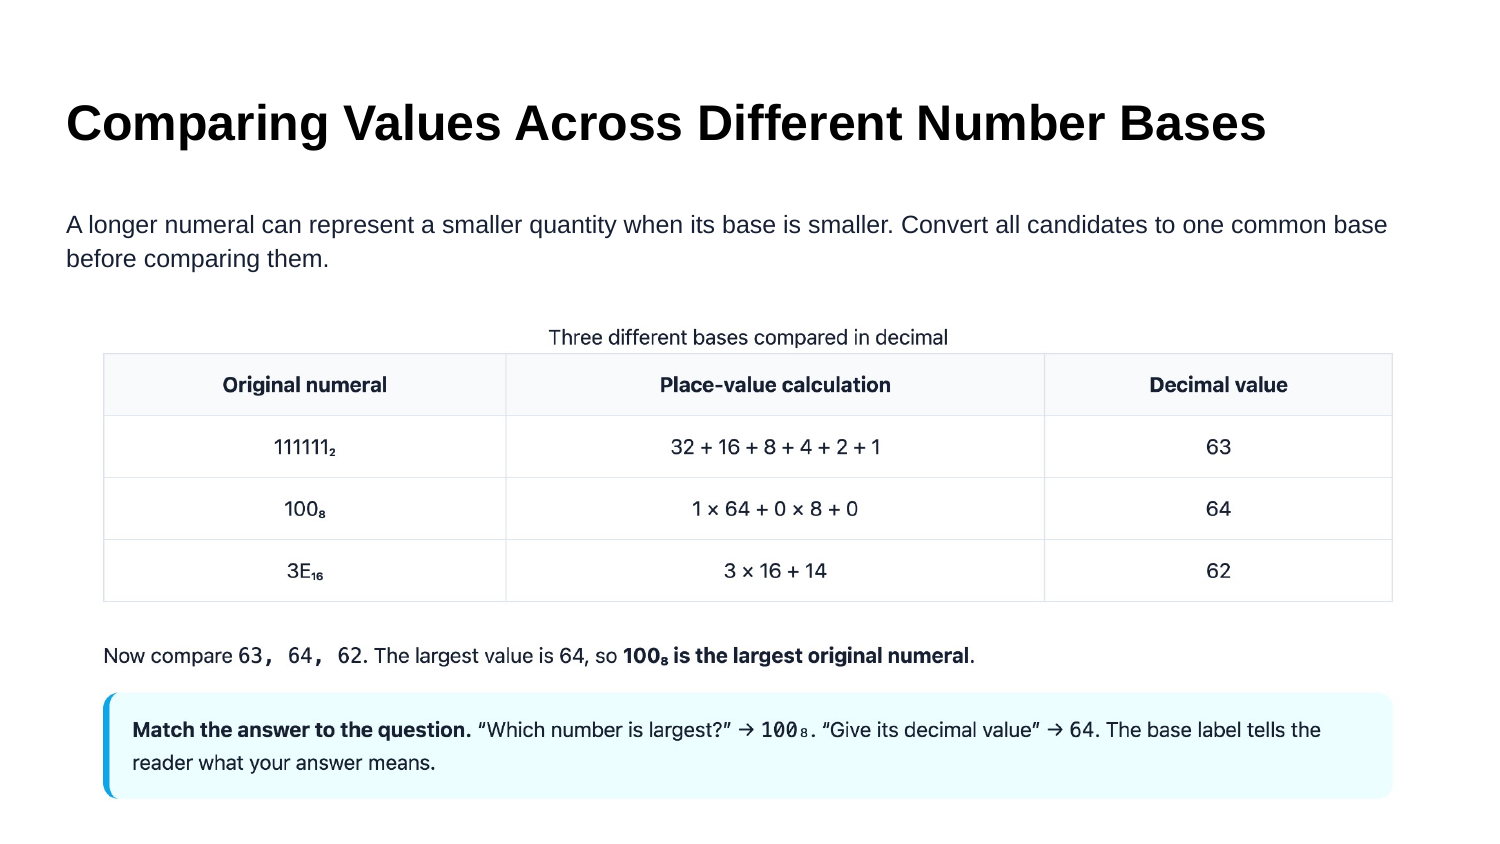 Comparing Values Across Different Number Bases
A longer numeral can represent a smaller quantity when its base is smaller. Convert all candidates to one common base
before comparing them.
Three different bases compared in decimal
Original numeral Place-value calculation Decimal value
111111₂ 32 + 16 + 8 + 4 + 2 + 1 63
100₈ 1 × 64 + 0 × 8 + 0 64
3E₁₆ 3 × 16 + 14 62
Now compare 63, 64, 62. The largest value is 64, so 100₈ is the largest original numeral.
Match the answer to the question. “Which number is largest?” → 100₈. “Give its decimal value” → 64. The base label tells the
reader what your answer means.